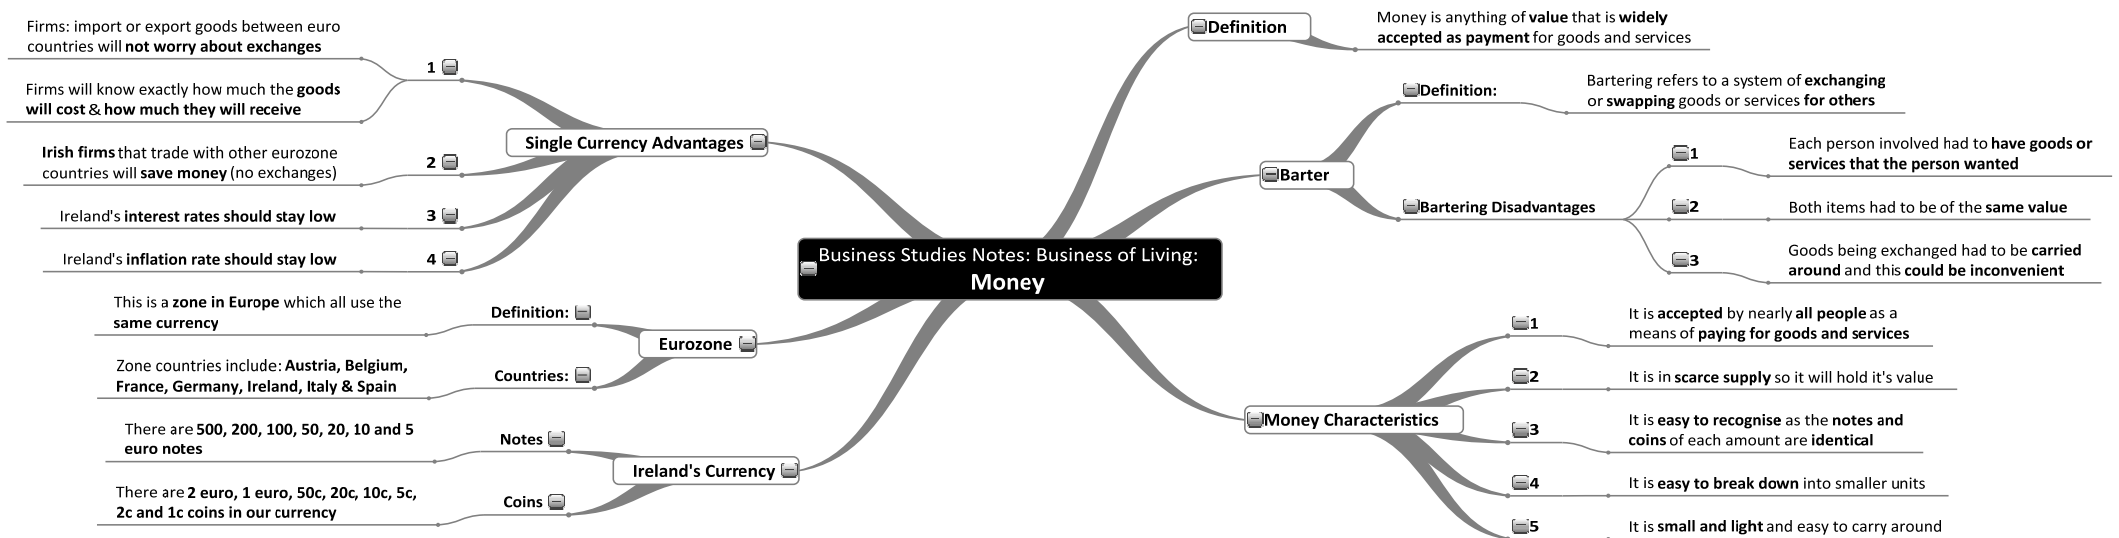 Business Studies Notes: Business of Living:
Money
Definition
Money is anything of value that is widely
accepted as payment for goods and services
Barter
Definition:
Bartering refers to a system of exchanging
or swapping goods or services for others
Bartering Disadvantages
1
Each person involved had to have goods or
services that the person wanted
2
Both items had to be of the same value
3
Goods being exchanged had to be carried
around and this could be inconvenient
Money Characteristics
1
It is accepted by nearly all people as a
means of paying for goods and services
2
It is in scarce supply so it will hold it's value
3
It is easy to recognise as the notes and
coins of each amount are identical
4
It is easy to break down into smaller units
5
It is small and light and easy to carry around
Single Currency Advantages
1
Firms: import or export goods between euro
countries will not worry about exchanges
Firms will know exactly how much the goods
will cost & how much they will receive
2
Irish firms that trade with other eurozone
countries will save money (no exchanges)
3
Ireland's interest rates should stay low
4
Ireland's inflation rate should stay low
Eurozone
Definition:
This is a zone in Europe which all use the
same currency
Countries:
Zone countries include: Austria, Belgium,
France, Germany, Ireland, Italy & Spain
Ireland's Currency
Notes
There are 500, 200, 100, 50, 20, 10 and 5
euro notes
Coins
There are 2 euro, 1 euro, 50c, 20c, 10c, 5c,
2c and 1c coins in our currency